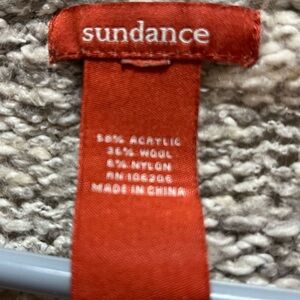 sundance
58% ACRYLIC
36% WOOL
6% NYLON
RN 106206
MADE IN CHINA